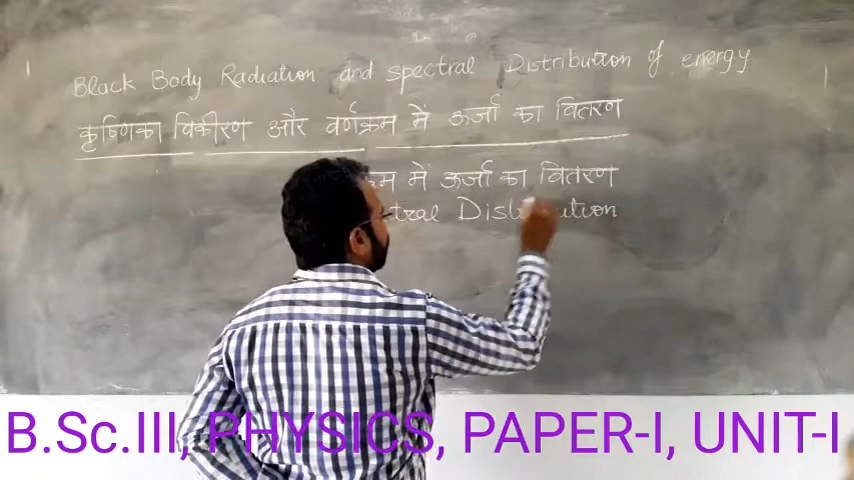 Black Body Radiation and spectral Distribution of energy
कृष्णिका विकीरण और वर्णक्रम में ऊर्जा का वितरण
में ऊर्जा का वितरण
B.Sc.III, PHYSICS, PAPER-I, UNIT-I